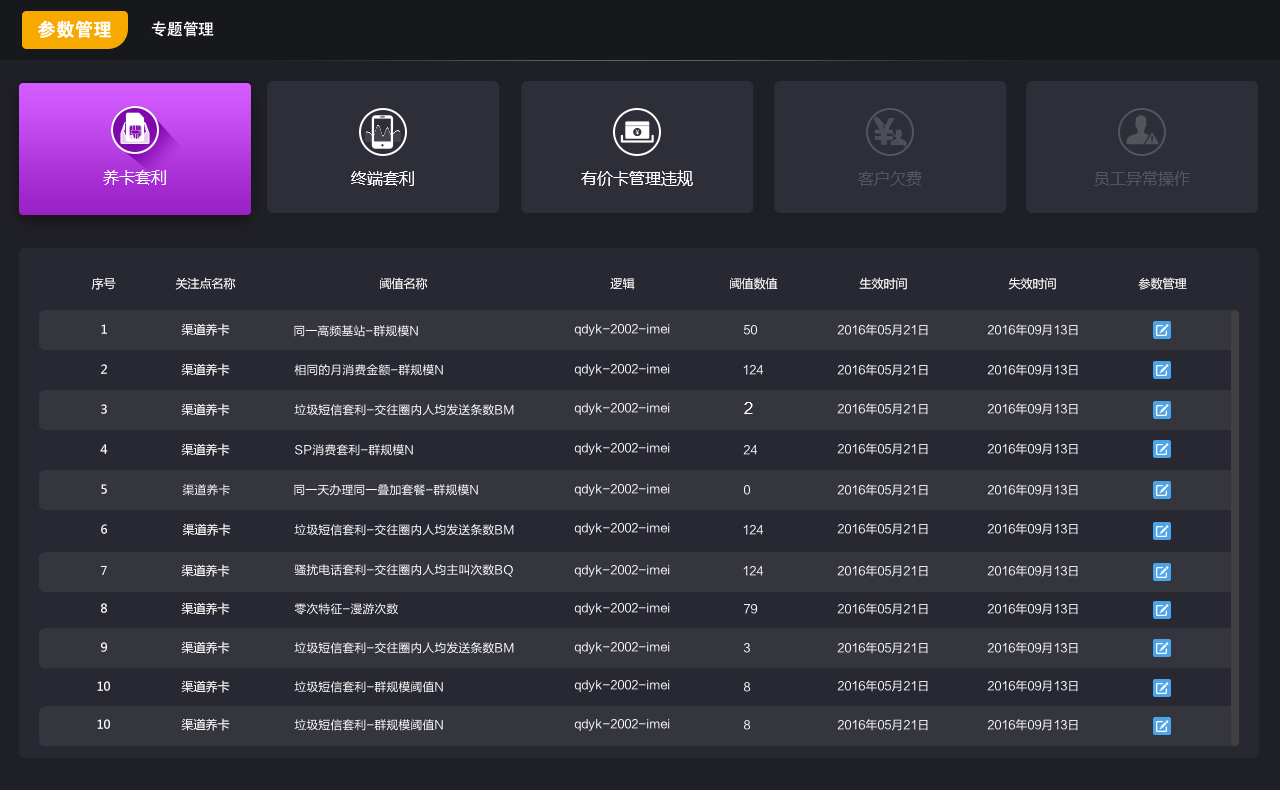 参数管理 专题管理
养卡套利 终端套利 有价卡管理违规 客户欠费 员工异常操作
序号 关注点名称 阈值名称 逻辑 阈值数值 生效时间 失效时间 参数管理
1 渠道养卡 同一高频基站-群规模N qdyk-2002-imei 50 2016年05月21日 2016年09月13日
2 渠道养卡 相同的月消费金额-群规模N qdyk-2002-imei 124 2016年05月21日 2016年09月13日
3 渠道养卡 垃圾短信套利-交往圈内人均发送条数BM qdyk-2002-imei 2 2016年05月21日 2016年09月13日
4 渠道养卡 SP消费套利-群规模N qdyk-2002-imei 24 2016年05月21日 2016年09月13日
5 渠道养卡 同一天办理同一叠加套餐-群规模N qdyk-2002-imei 0 2016年05月21日 2016年09月13日
6 渠道养卡 垃圾短信套利-交往圈内人均发送条数BM qdyk-2002-imei 124 2016年05月21日 2016年09月13日
7 渠道养卡 骚扰电话套利-交往圈内人均主叫次数BQ qdyk-2002-imei 124 2016年05月21日 2016年09月13日
8 渠道养卡 零次特征-漫游次数 qdyk-2002-imei 79 2016年05月21日 2016年09月13日
9 渠道养卡 垃圾短信套利-交往圈内人均发送条数BM qdyk-2002-imei 3 2016年05月21日 2016年09月13日
10 渠道养卡 垃圾短信套利-群规模阈值N qdyk-2002-imei 8 2016年05月21日 2016年09月13日
10 渠道养卡 垃圾短信套利-群规模阈值N qdyk-2002-imei 8 2016年05月21日 2016年09月13日